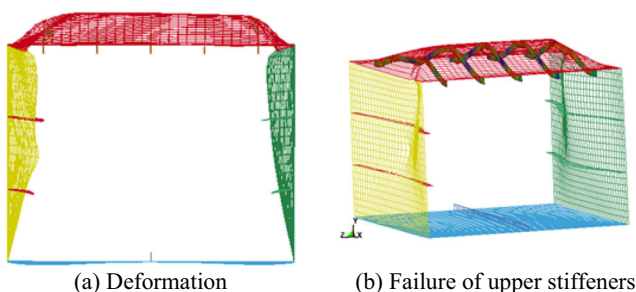 Y
Z X
(a) Deformation
(b) Failure of upper stiffeners